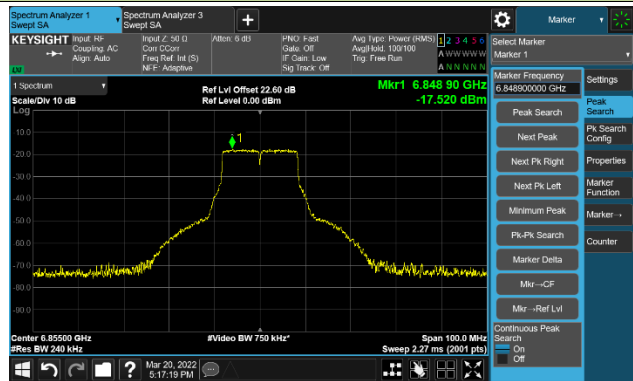 Spectrum Analyzer 1
Swept SA
Spectrum Analyzer 3
Swept SA
Marker
KEYSIGHT
Input: RF
Coupling: AC
Align: Auto
Input Z: 50 Ω
Corr CCorr
Freq Ref: Int (S)
NFE: Adaptive
Atten: 6 dB
PNO: Fast
Gate: Off
IF Gain: Low
Sig Track: Off
Avg Type: Power (RMS)
Avg|Hold: 100/100
Trig: Free Run
1 2 3 4 5 6
A W W W W W
A N N N N N
Select Marker
Marker 1
1 Spectrum
Scale/Div 10 dB
Log
Ref Lvl Offset 22.60 dB
Ref Level 0.00 dBm
Mkr1 6.848 90 GHz
-17.520 dBm
1
-10.0
-20.0
-30.0
-40.0
-50.0
-60.0
-70.0
-80.0
-90.0
Center 6.85500 GHz
#Res BW 240 kHz
#Video BW 750 kHz*
Span 100.0 MHz
Sweep 2.27 ms (2001 pts)
Marker Frequency
6.848900000 GHz
Peak Search
Next Peak
Next Pk Right
Next Pk Left
Minimum Peak
Pk-Pk Search
Marker Delta
Mkr→CF
Mkr→Ref Lvl
Continuous Peak
Search
On
Off
Settings
Peak
Search
Pk Search
Config
Properties
Marker
Function
Marker→
Counter
Mar 20, 2022
5:17:19 PM